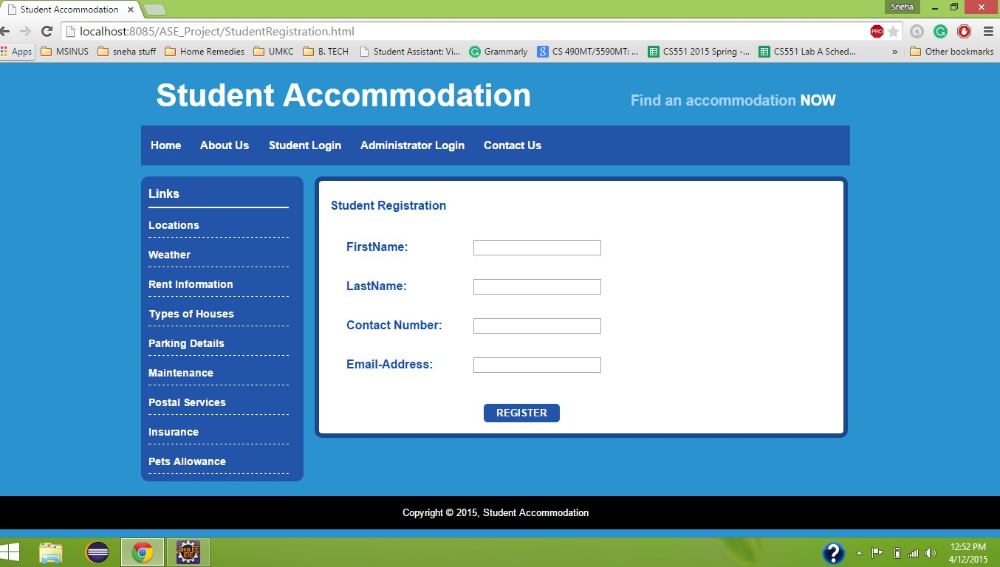 Student Accommodation
Sneha
localhost:8085/ASE_Project/StudentRegistration.html
PRO
Apps MSINUS sneha stuff Home Remedies UMKC B. TECH Student Assistant: Vi... Grammarly CS 490MT/5590MT: ... CS551 2015 Spring -... CS551 Lab A Sched... » Other bookmarks
Student Accommodation
Find an accommodation NOW
Home About Us Student Login Administrator Login Contact Us
Links
Locations
Weather
Rent Information
Types of Houses
Parking Details
Maintenance
Postal Services
Insurance
Pets Allowance
Student Registration
FirstName:
LastName:
Contact Number:
Email-Address:
REGISTER
Copyright © 2015, Student Accommodation
Java EE
IDE
12:52 PM
4/12/2015